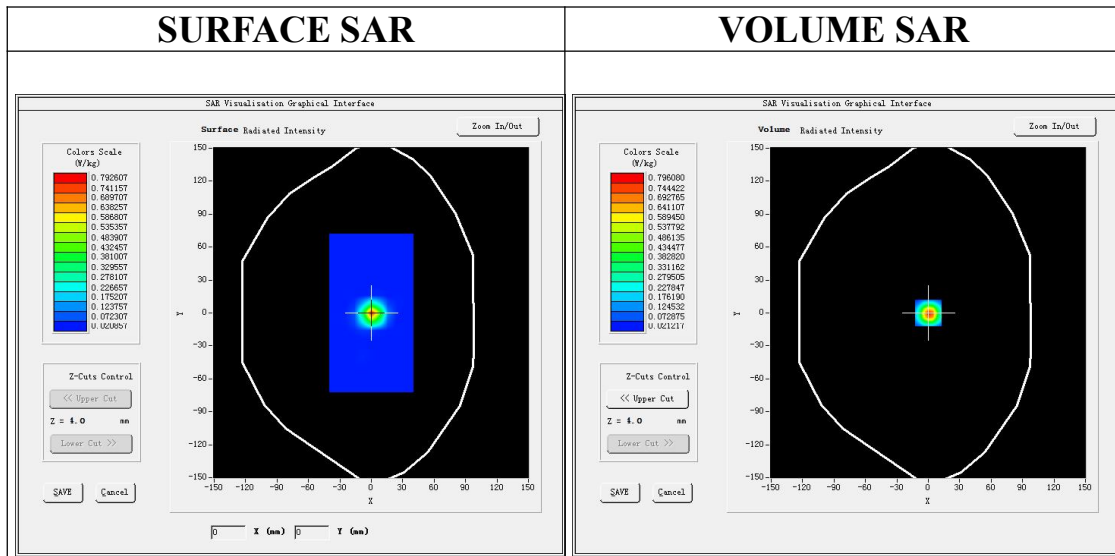 SURFACE SAR
VOLUME SAR
SAR Visualisation Graphical Interface
Surface Radiated Intensity
Zoom In/Out
Colors Scale
(W/kg)
0.792607
0.741157
0.689707
0.638257
0.586807
0.535357
0.483907
0.432457
0.381007
0.329557
0.278107
0.226657
0.175207
0.123757
0.072307
0.020857
Z-Cuts Control
<< Upper Cut
Z = 4.0 mm
Lower Cut >>
SAVE
Cancel
150
120
90
60
30
0
-30
-60
-90
-120
-150
Y
-150 -120 -90 -60 -30 0 30 60 90 120 150
X
0 X (mm) 0 Y (mm)
SAR Visualisation Graphical Interface
Volume Radiated Intensity
Zoom In/Out
Colors Scale
(W/kg)
0.796080
0.744422
0.692765
0.641107
0.589450
0.537792
0.486135
0.434477
0.382820
0.331162
0.279505
0.227847
0.176190
0.124532
0.072875
0.021217
Z-Cuts Control
<< Upper Cut
Z = 4.0 mm
Lower Cut >>
SAVE
Cancel
150
120
90
60
30
0
-30
-60
-90
-120
-150
Y
-150 -120 -90 -60 -30 0 30 60 90 120 150
X